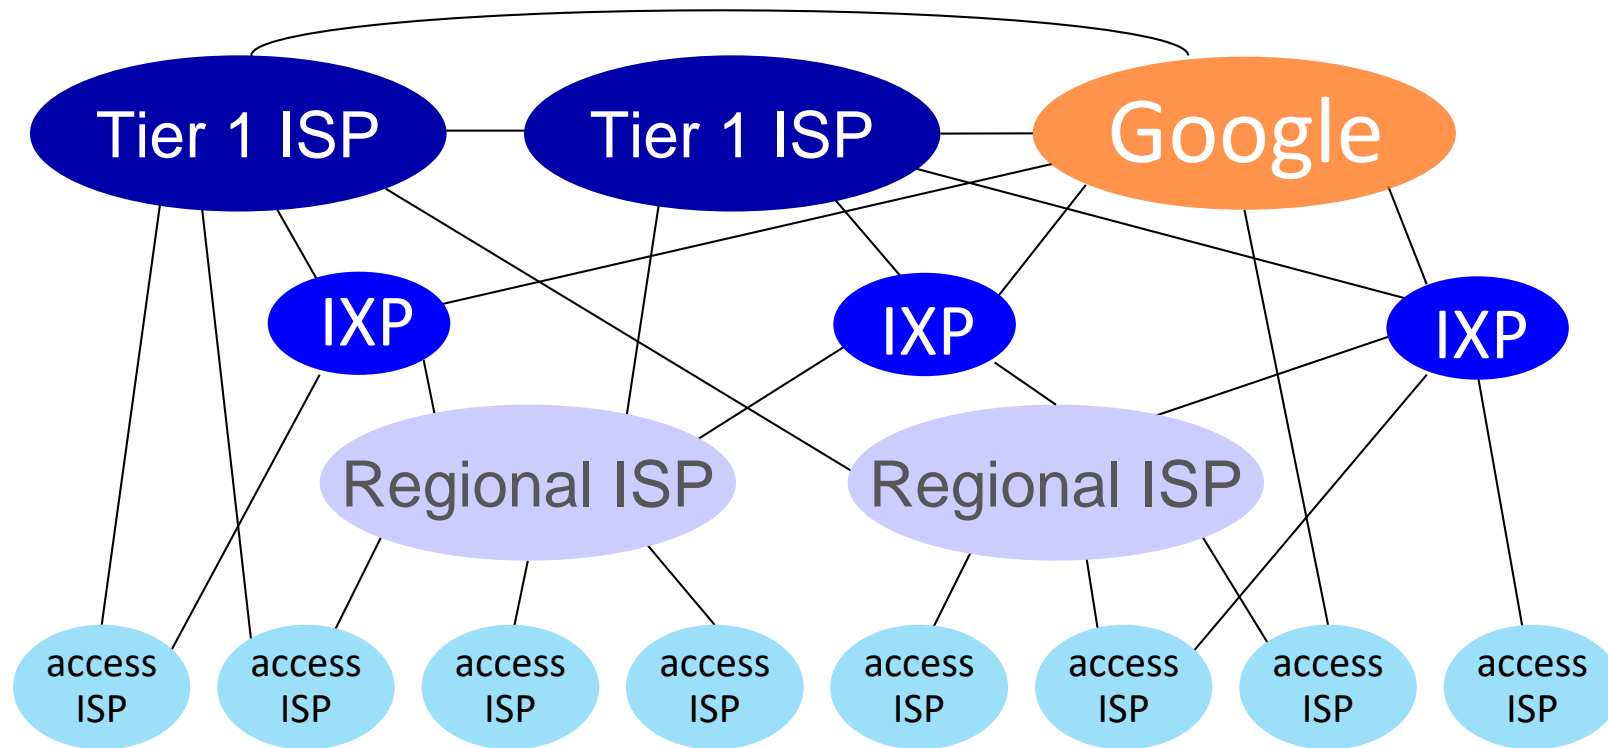 Tier 1 ISP
Tier 1 ISP
Google
IXP
IXP
IXP
Regional ISP
Regional ISP
access
ISP
access
ISP
access
ISP
access
ISP
access
ISP
access
ISP
access
ISP
access
ISP